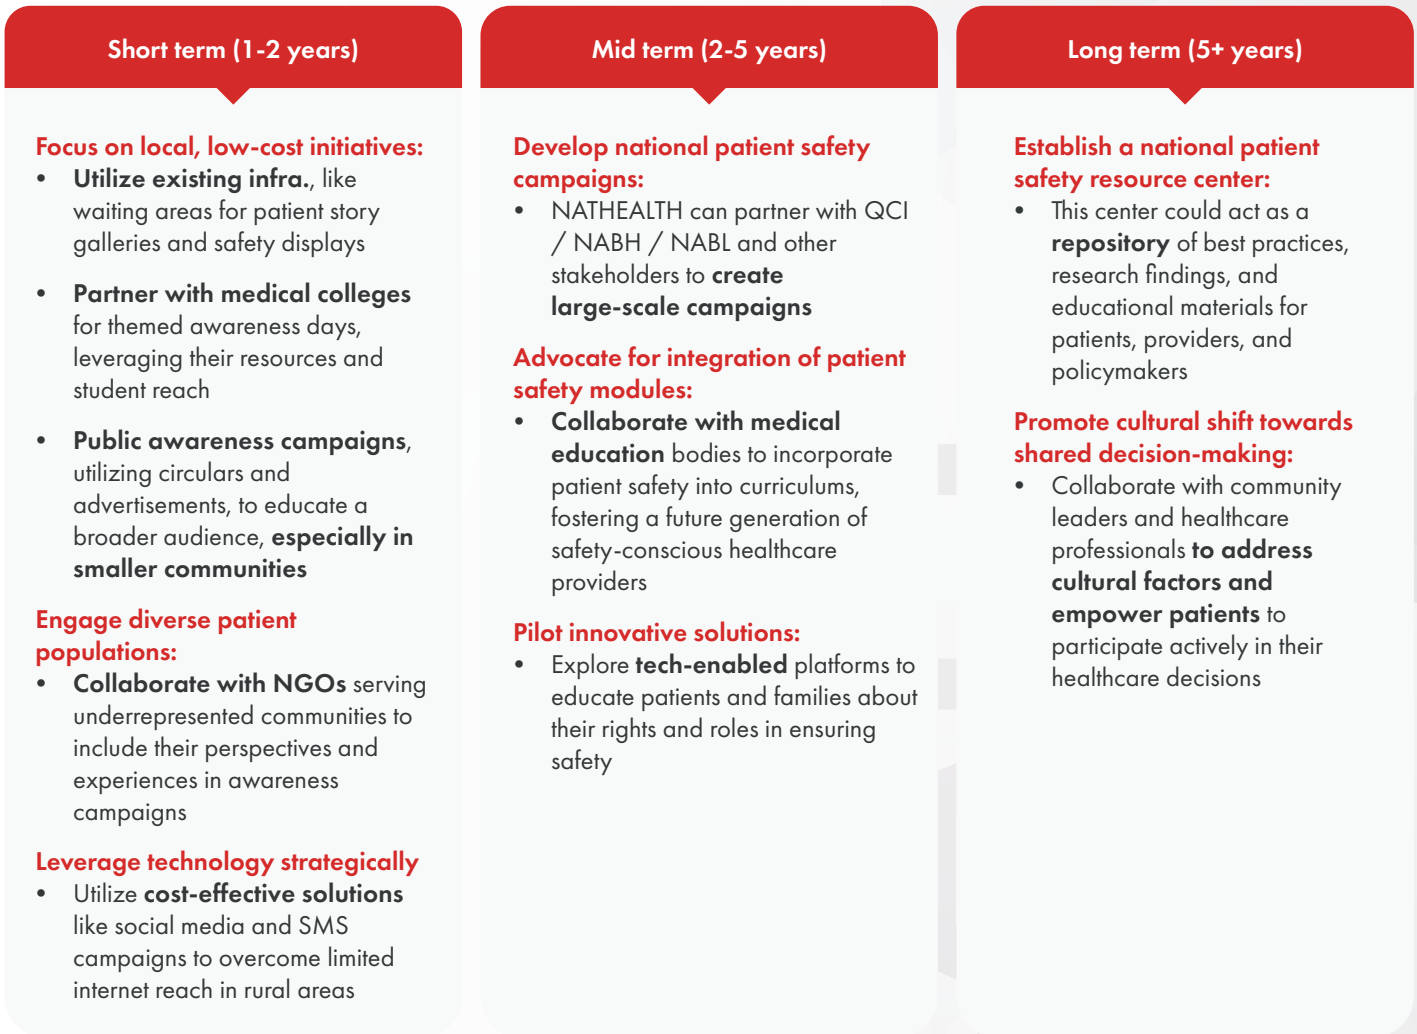 Short term (1-2 years)
Focus on local, low-cost initiatives:
• Utilize existing infra., like
waiting areas for patient story
galleries and safety displays
• Partner with medical colleges
for themed awareness days,
leveraging their resources and
student reach
• Public awareness campaigns,
utilizing circulars and
advertisements, to educate a
broader audience, especially in
smaller communities
Engage diverse patient
populations:
• Collaborate with NGOs serving
underrepresented communities to
include their perspectives and
experiences in awareness
campaigns
Leverage technology strategically
• Utilize cost-effective solutions
like social media and SMS
campaigns to overcome limited
internet reach in rural areas
Mid term (2-5 years)
Develop national patient safety
campaigns:
• NATHEALTH can partner with QCI
/ NABH / NABL and other
stakeholders to create
large-scale campaigns
Advocate for integration of patient
safety modules:
• Collaborate with medical
education bodies to incorporate
patient safety into curriculums,
fostering a future generation of
safety-conscious healthcare
providers
Pilot innovative solutions:
• Explore tech-enabled platforms to
educate patients and families about
their rights and roles in ensuring
safety
Long term (5+ years)
Establish a national patient
safety resource center:
• This center could act as a
repository of best practices,
research findings, and
educational materials for
patients, providers, and
policymakers
Promote cultural shift towards
shared decision-making:
• Collaborate with community
leaders and healthcare
professionals to address
cultural factors and
empower patients to
participate actively in their
healthcare decisions